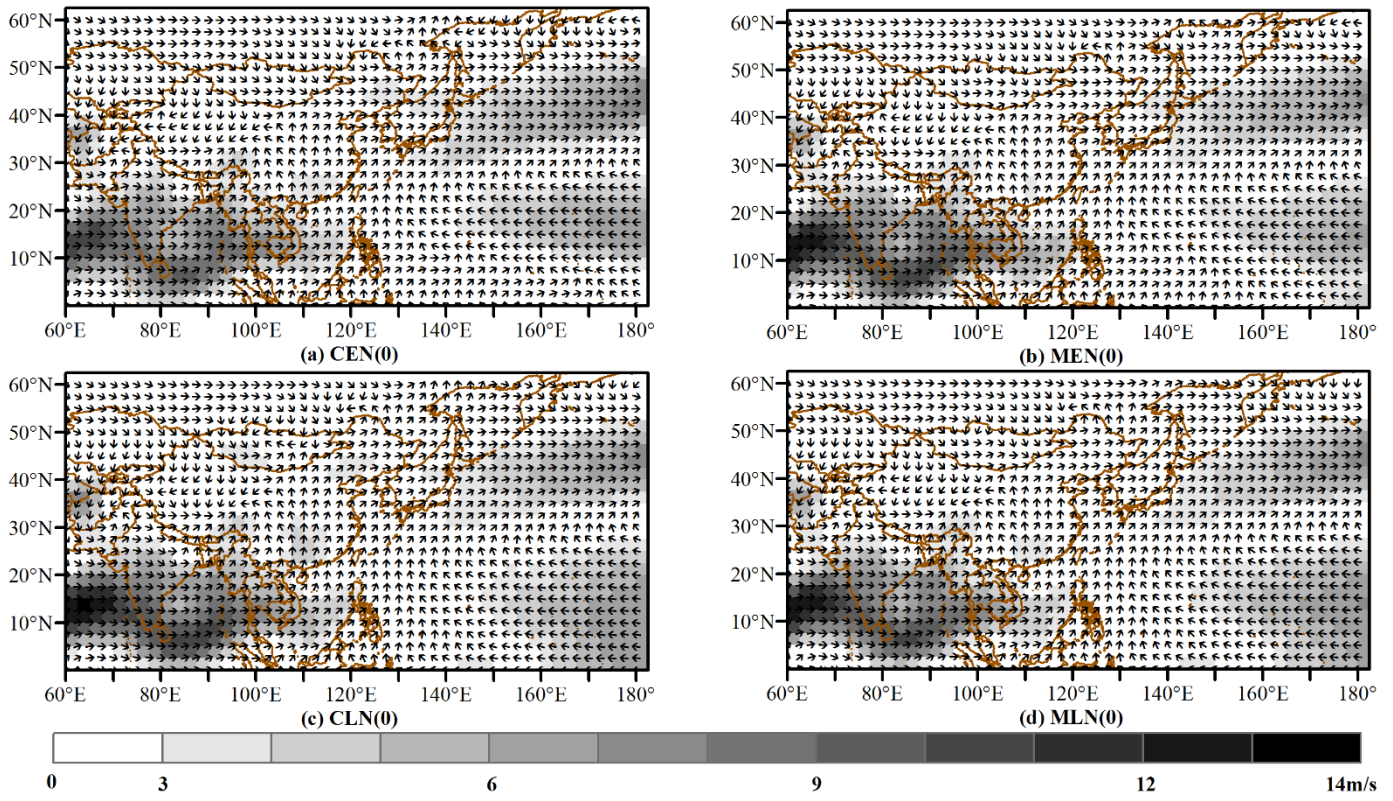 60°N
50°N
40°N
30°N
20°N
10°N
60°E 80°E 100°E 120°E 140°E 160°E 180°
(a) CEN(0)
60°N
50°N
40°N
30°N
20°N
10°N
60°E 80°E 100°E 120°E 140°E 160°E 180°
(b) MEN(0)
60°N
50°N
40°N
30°N
20°N
10°N
60°E 80°E 100°E 120°E 140°E 160°E 180°
(c) CLN(0)
60°N
50°N
40°N
30°N
20°N
10°N
60°E 80°E 100°E 120°E 140°E 160°E 180°
(d) MLN(0)
0 3 6 9 12 14m/s